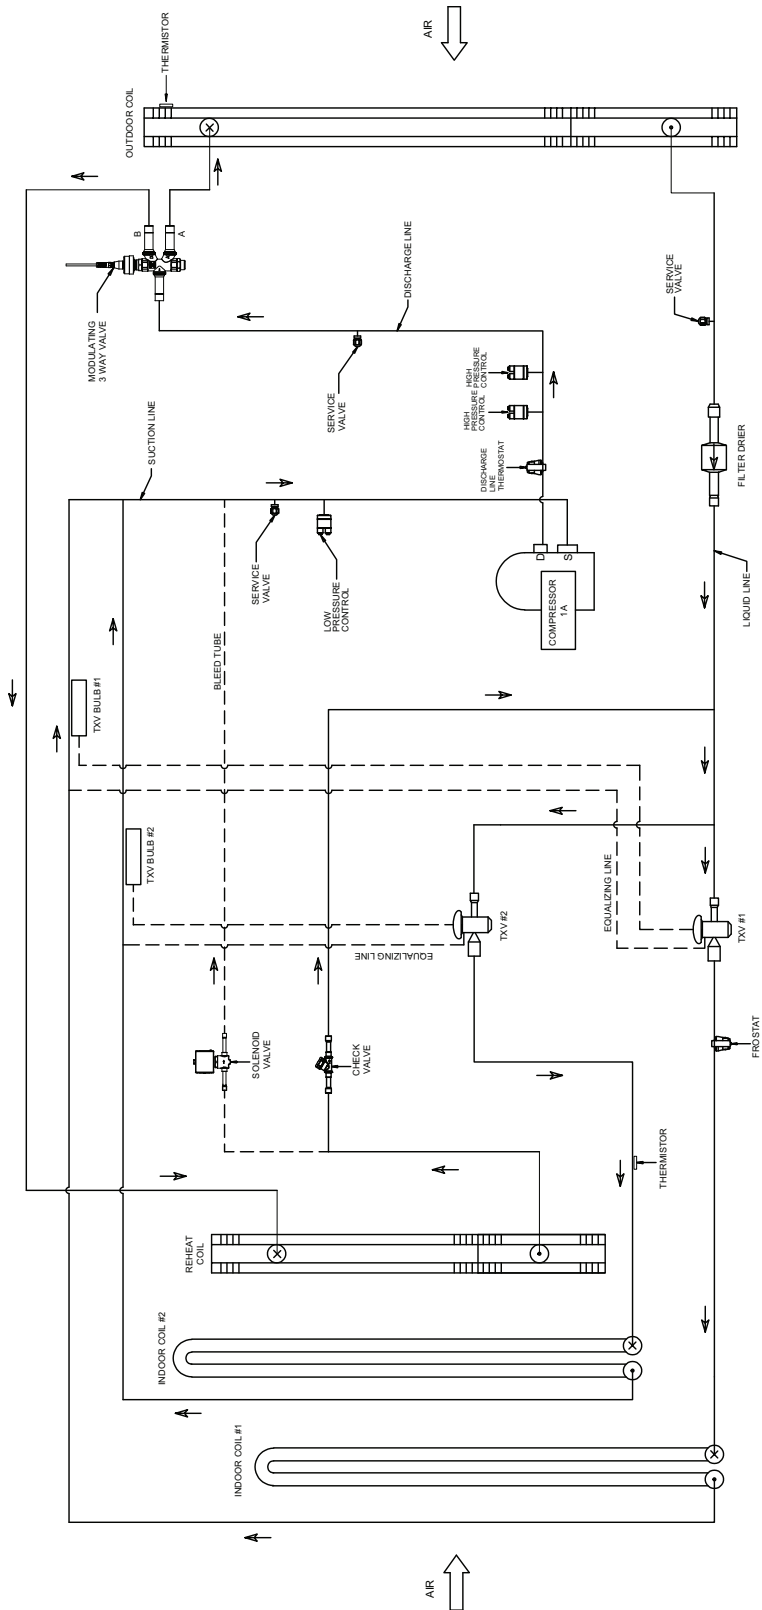 AIR
THERMISTOR
OUTDOOR COIL
B
A
MODULATING
3 WAY VALVE
DISCHARGE LINE
SERVICE
VALVE
SUCTION LINE
SERVICE
VALVE
HIGH
PRESSURE
CONTROL
HIGH
PRESSURE
CONTROL
DISCHARGE
LINE
THERMOSTAT
FILTER DRIER
SERVICE
VALVE
LOW
PRESSURE
CONTROL
D
S
COMPRESSOR
1A
LIQUID LINE
BLEED TUBE
TXV BULB #1
TXV BULB #2
EQUALIZING LINE
TXV #2
EQUALIZING LINE
TXV #1
SOLENOID
VALVE
CHECK
VALVE
FROSTAT
THERMISTOR
REHEAT
COIL
INDOOR COIL #2
INDOOR COIL #1
AIR